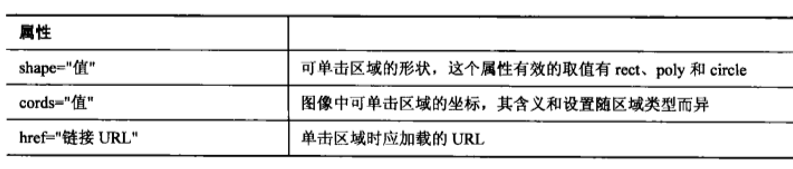 属性
shape="值" 可单击区域的形状，这个属性有效的取值有 rect、poly 和 circle
cords="值" 图像中可单击区域的坐标，其含义和设置随区域类型而异
href="链接 URL" 单击区域时应加载的 URL